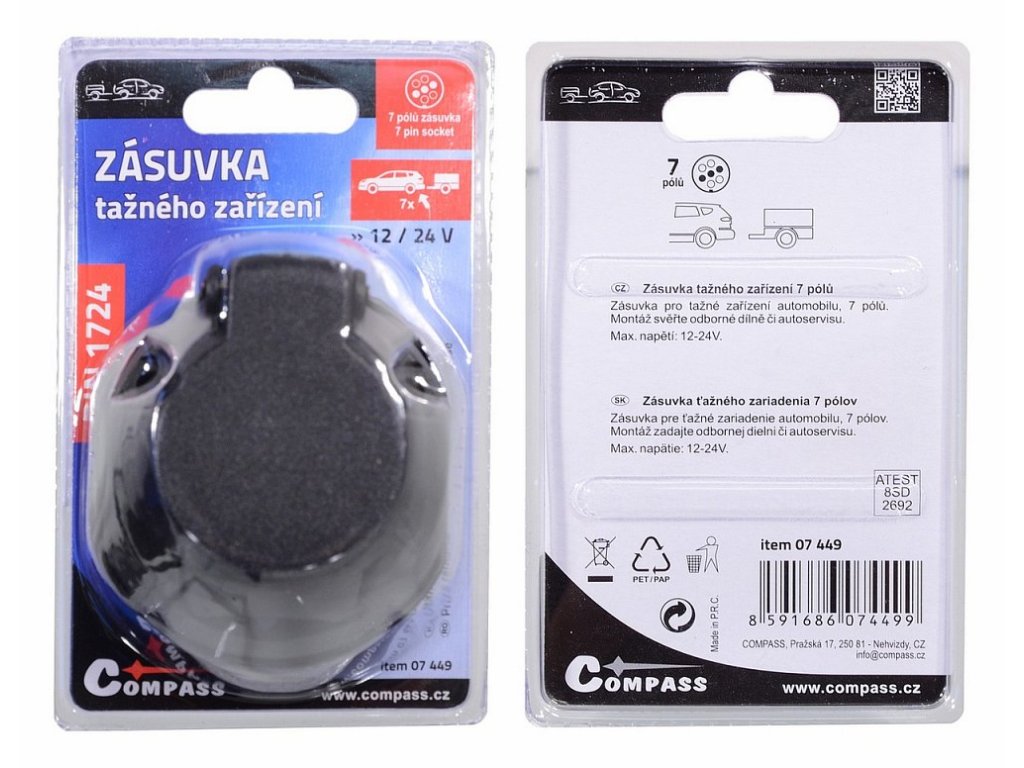 7 pólů zásuvka
7 pin socket
ZÁSUVKA
tažného zařízení
7x
» 12 / 24 V
DIN 1724
item 07 449
COMPASS
www.compass.cz
7
pólů
CZ Zásuvka tažného zařízení 7 pólů
Zásuvka pro tažné zařízení automobilu, 7 pólů.
Montáž svěřte odborné dílně či autoservisu.
Max. napětí: 12-24V.
SK Zásuvka ťažného zariadenia 7 pólov
Zásuvka pre ťažné zariadenie automobilu, 7 pólov.
Montáž zadajte odbornej dielni či autoservisu.
Max. napätie: 12-24V.
ATEST
8SD
2692
item 07 449
PET/PAP
8 591686 074499
Made in P.R.C.
COMPASS, Pražská 17, 250 81 - Nehvizdy, CZ
info@compass.cz
COMPASS
www.compass.cz